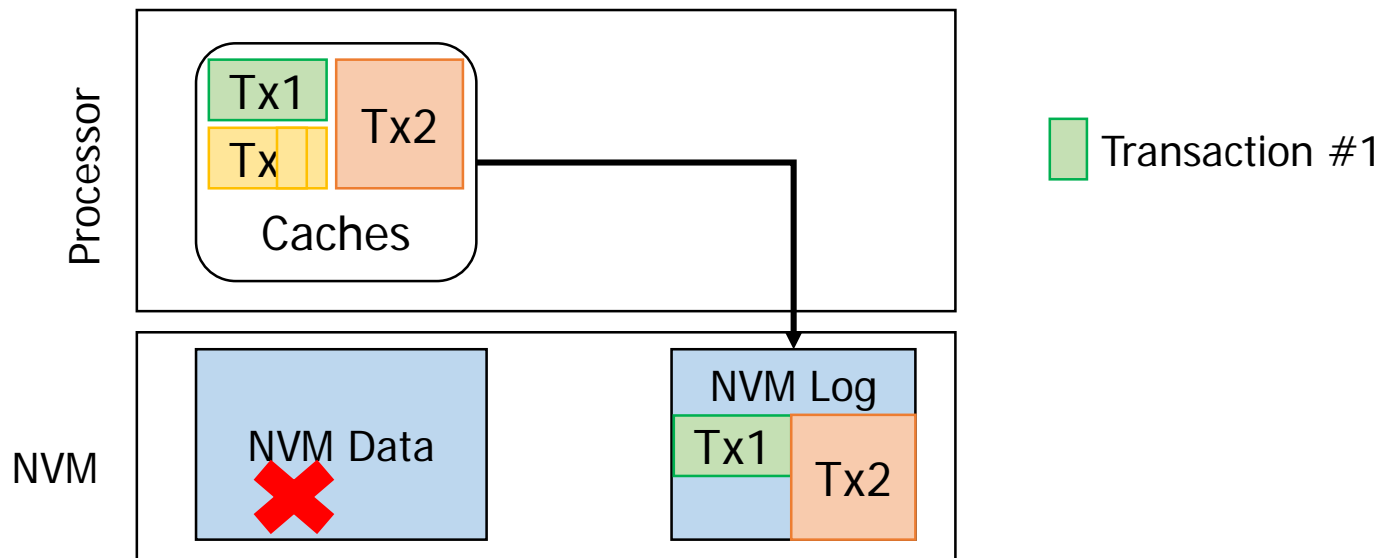 Processor
Tx1
Tx2
Tx
Caches
Transaction #1
NVM
NVM Data
NVM Log
Tx1
Tx2